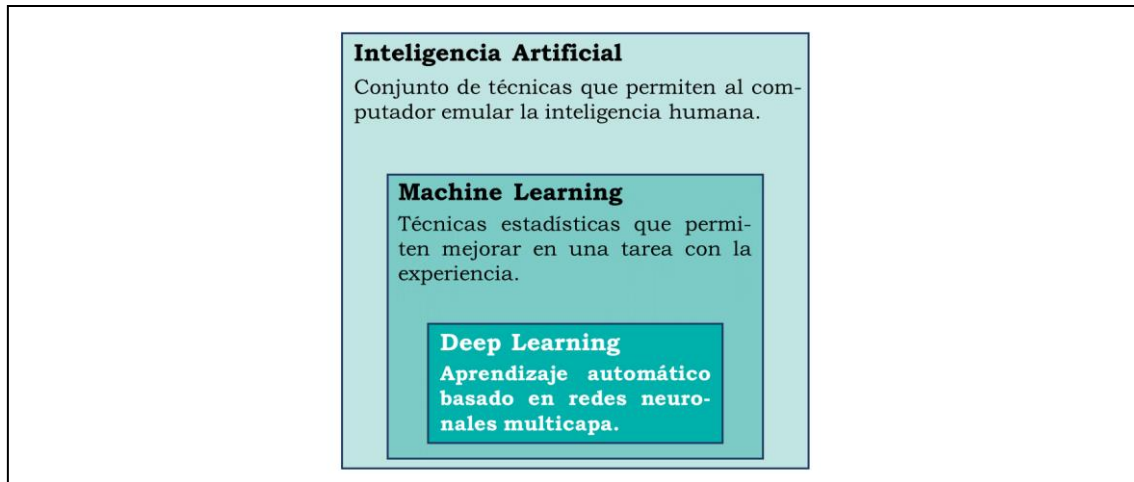 Inteligencia Artificial
Conjunto de técnicas que permiten al com-
putador emular la inteligencia humana.
Machine Learning
Técnicas estadísticas que permi-
ten mejorar en una tarea con la
experiencia.
Deep Learning
Aprendizaje automático
basado en redes neuro-
nales multicapa.